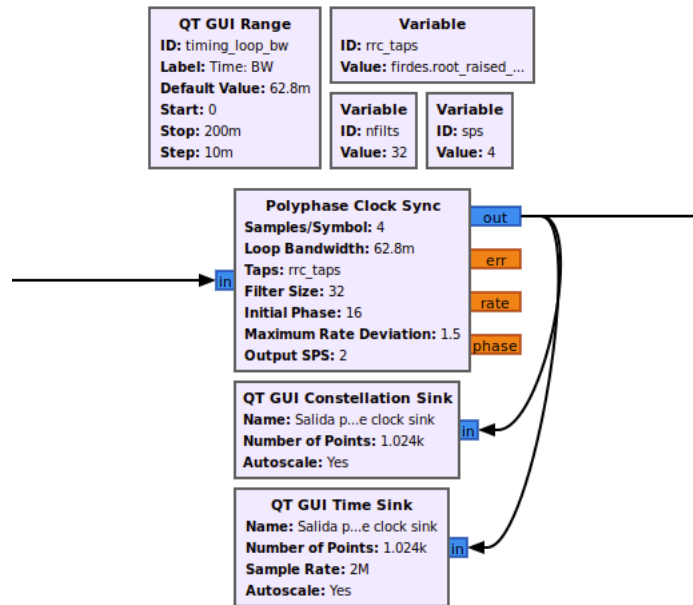 QT GUI Range
ID: timing_loop_bw
Label: Time: BW
Default Value: 62.8m
Start: 0
Stop: 200m
Step: 10m
Variable
ID: rrc_taps
Value: firdes.root_raised_...
Variable
ID: nfilts
Value: 32
Variable
ID: sps
Value: 4
Polyphase Clock Sync
Samples/Symbol: 4
Loop Bandwidth: 62.8m
Taps: rrc_taps
Filter Size: 32
Initial Phase: 16
Maximum Rate Deviation: 1.5
Output SPS: 2
in
out
err
rate
phase
QT GUI Constellation Sink
Name: Salida p...e clock sink
Number of Points: 1.024k
Autoscale: Yes
in
QT GUI Time Sink
Name: Salida p...e clock sink
Number of Points: 1.024k
Sample Rate: 2M
Autoscale: Yes
in